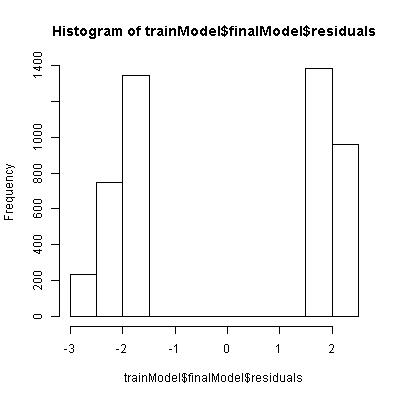 Histogram of trainModel$finalModel$residuals
Frequency
1400
1000
800
600
400
200
0
-3 -2 -1 0 1 2
trainModel$finalModel$residuals